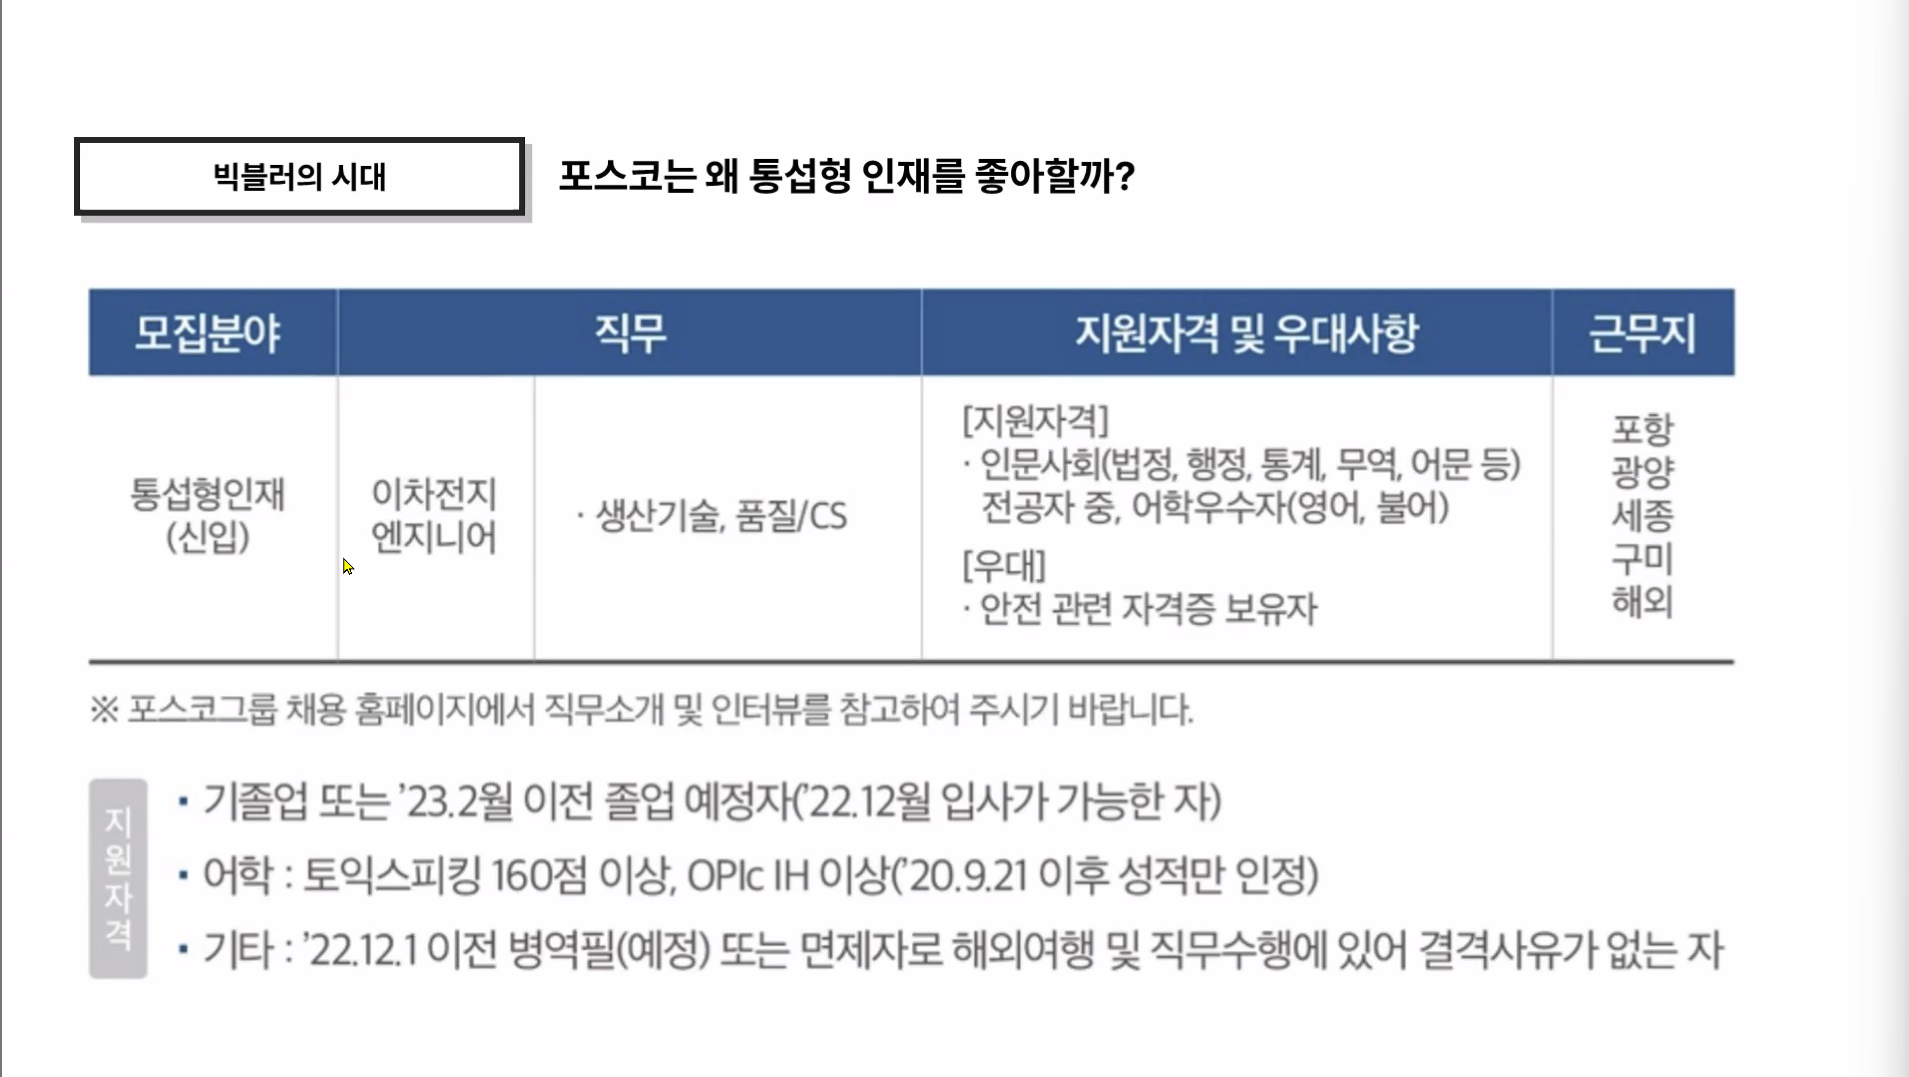 빅블러의 시대
포스코는 왜 통섭형 인재를 좋아할까?
모집분야
직무
지원자격 및 우대사항
근무지
통섭형인재
(신입)
이차전지
엔지니어
· 생산기술, 품질/CS
[지원자격]
· 인문사회(법정, 행정, 통계, 무역, 어문 등)
전공자 중, 어학우수자(영어, 불어)
[우대]
· 안전 관련 자격증 보유자
포항
광양
세종
구미
해외
※ 포스코그룹 채용 홈페이지에서 직무소개 및 인터뷰를 참고하여 주시기 바랍니다.
지원자격
▪ 기졸업 또는 ’23.2월 이전 졸업 예정자(’22.12월 입사가 가능한 자)
▪ 어학 : 토익스피킹 160점 이상, OPIc IH 이상(’20.9.21 이후 성적만 인정)
▪ 기타 : ’22.12.1 이전 병역필(예정) 또는 면제자로 해외여행 및 직무수행에 있어 결격사유가 없는 자